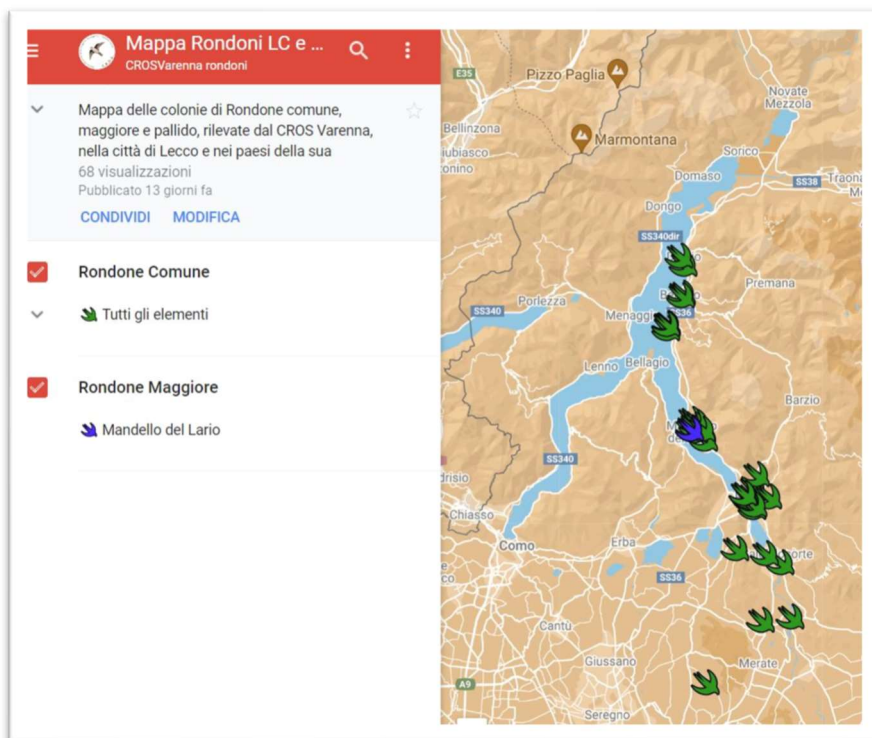 Mappa Rondoni LC e ...
CROSVarenna rondoni
Mappa delle colonie di Rondone comune,
maggiore e pallido, rilevate dal CROS Varenna,
nella città di Lecco e nei paesi della sua
68 visualizzazioni
Pubblicato 13 giorni fa
CONDIVIDI MODIFICA
Rondone Comune
Tutti gli elementi
Rondone Maggiore
Mandello del Lario
E35
Pizzo Paglia
Novate
Mezzola
Bellinzona
Marmontana
Sorico
Domaso
SS38
Dongo
SS340dir
Premana
Porlezza
SS340
SS36
Lenno
Bellagio
Barzio
SS340
Chiasso
Como
Erba
SS36
Cantù
Giussano
Merate
A9
Seregno